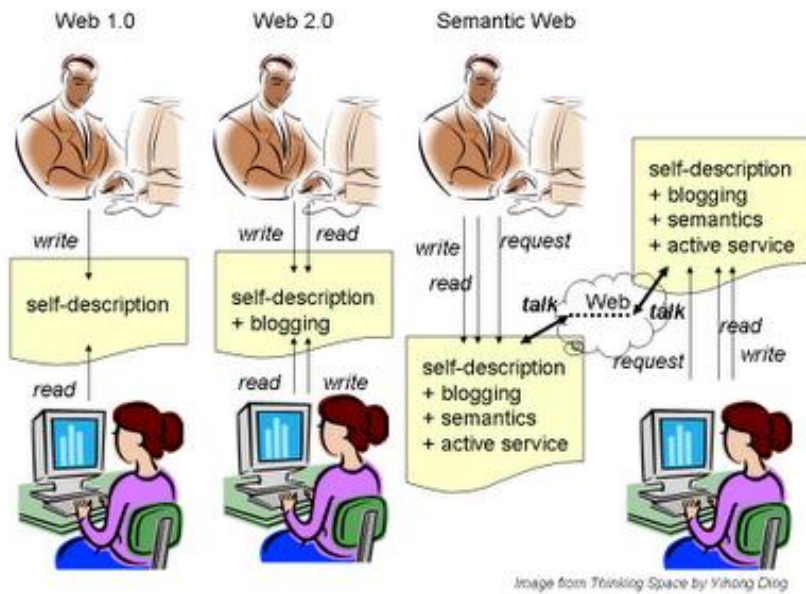 Web 1.0
Web 2.0
Semantic Web
write
self-description
read
write
read
self-description
+ blogging
read
write
write
read
request
talk
Web
talk
self-description
+ blogging
+ semantics
+ active service
self-description
+ blogging
+ semantics
+ active service
request
read
write
Image from Thinking Space by Yihong Ding